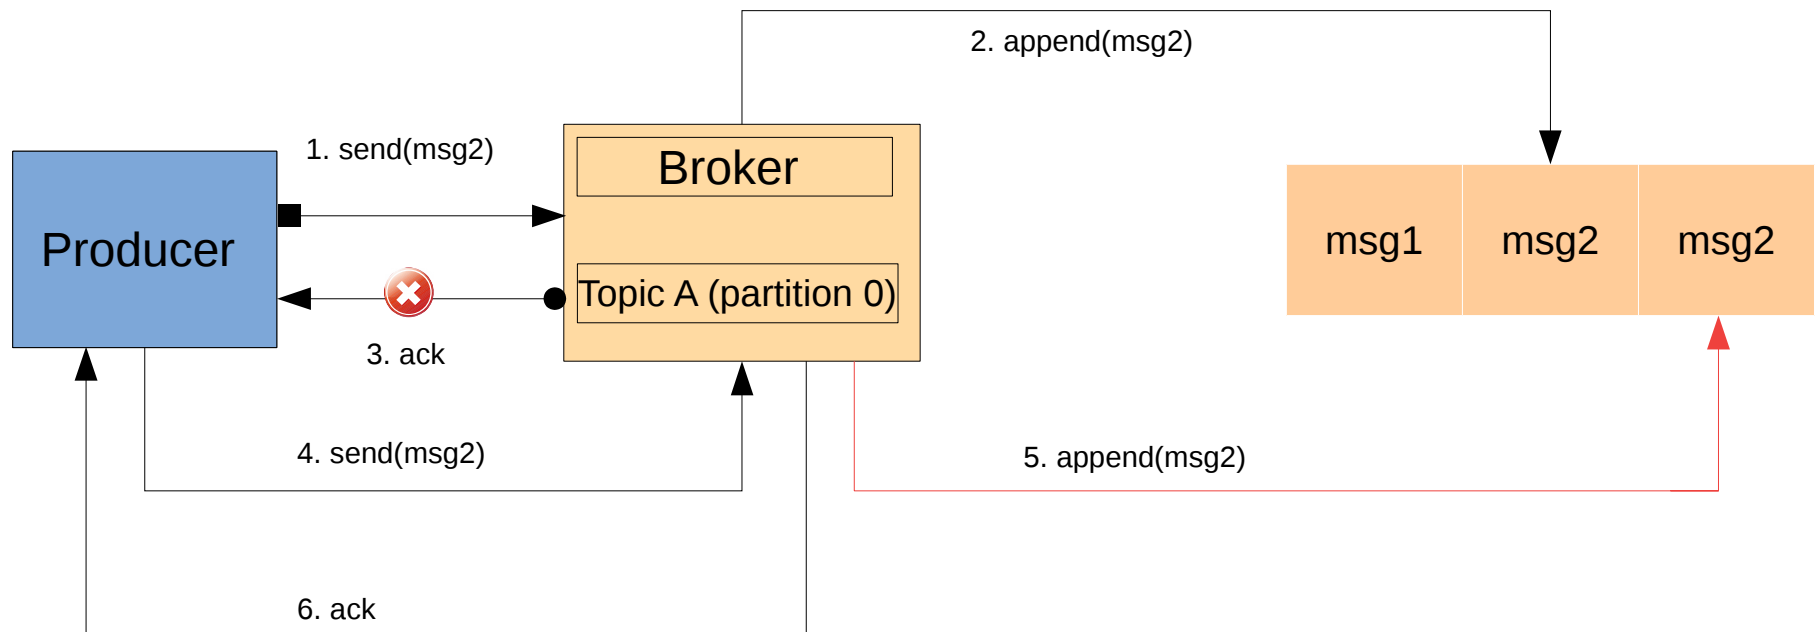 2. append(msg2)
1. send(msg2)
Broker
Producer
msg1
msg2
msg2
Topic A (partition 0)
3. ack
4. send(msg2)
5. append(msg2)
6. ack